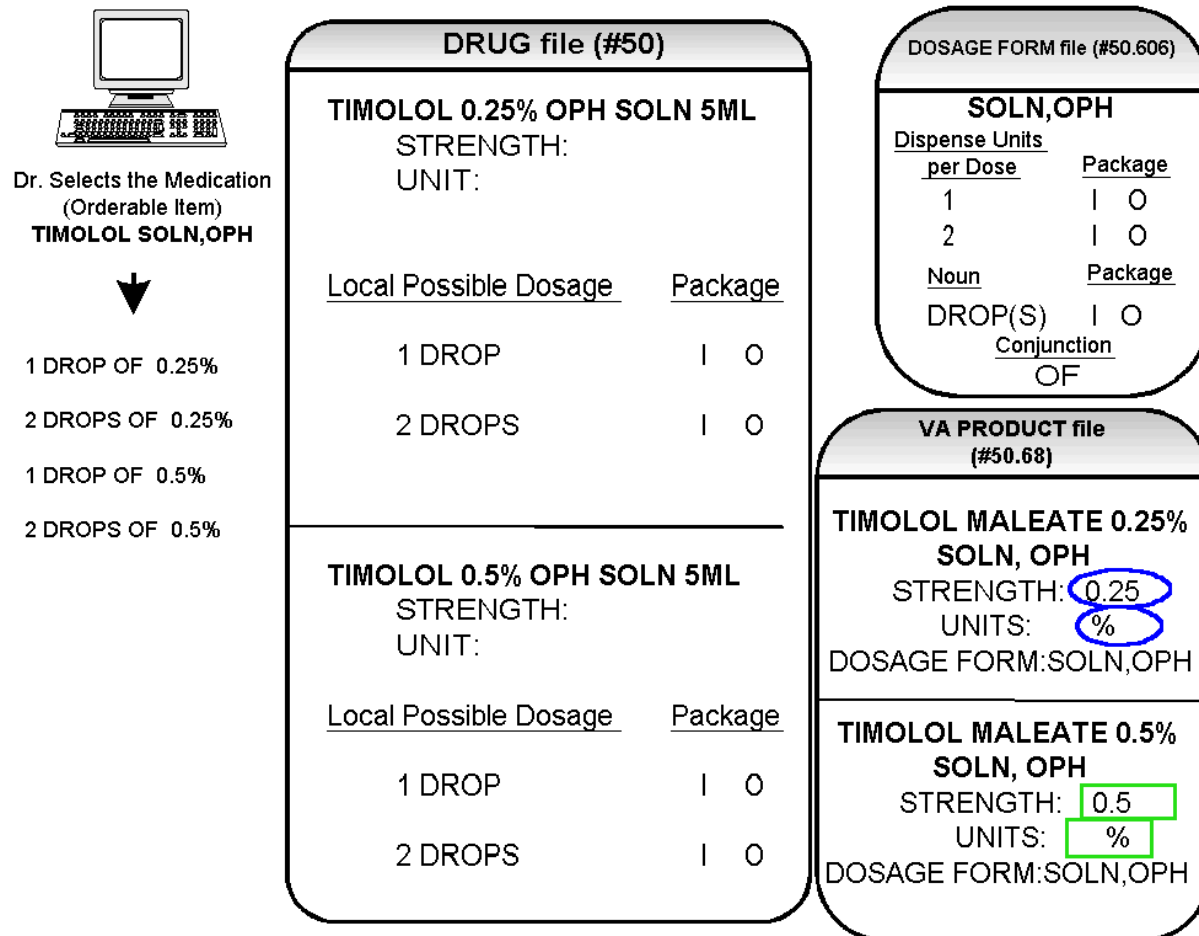 Dr. Selects the Medication
(Orderable Item)
TIMOLOL SOLN,OPH
1 DROP OF 0.25%
2 DROPS OF 0.25%
1 DROP OF 0.5%
2 DROPS OF 0.5%
DRUG file (#50)
TIMOLOL 0.25% OPH SOLN 5ML
STRENGTH:
UNIT:
Local Possible Dosage Package
1 DROP I O
2 DROPS I O
TIMOLOL 0.5% OPH SOLN 5ML
STRENGTH:
UNIT:
Local Possible Dosage Package
1 DROP I O
2 DROPS I O
DOSAGE FORM file (#50.606)
SOLN,OPH
Dispense Units
per Dose Package
1 I O
2 I O
Noun Package
DROP(S) I O
Conjunction
OF
VA PRODUCT file
(#50.68)
TIMOLOL MALEATE 0.25%
SOLN, OPH
STRENGTH: 0.25
UNITS: %
DOSAGE FORM:SOLN,OPH
TIMOLOL MALEATE 0.5%
SOLN, OPH
STRENGTH: 0.5
UNITS: %
DOSAGE FORM:SOLN,OPH